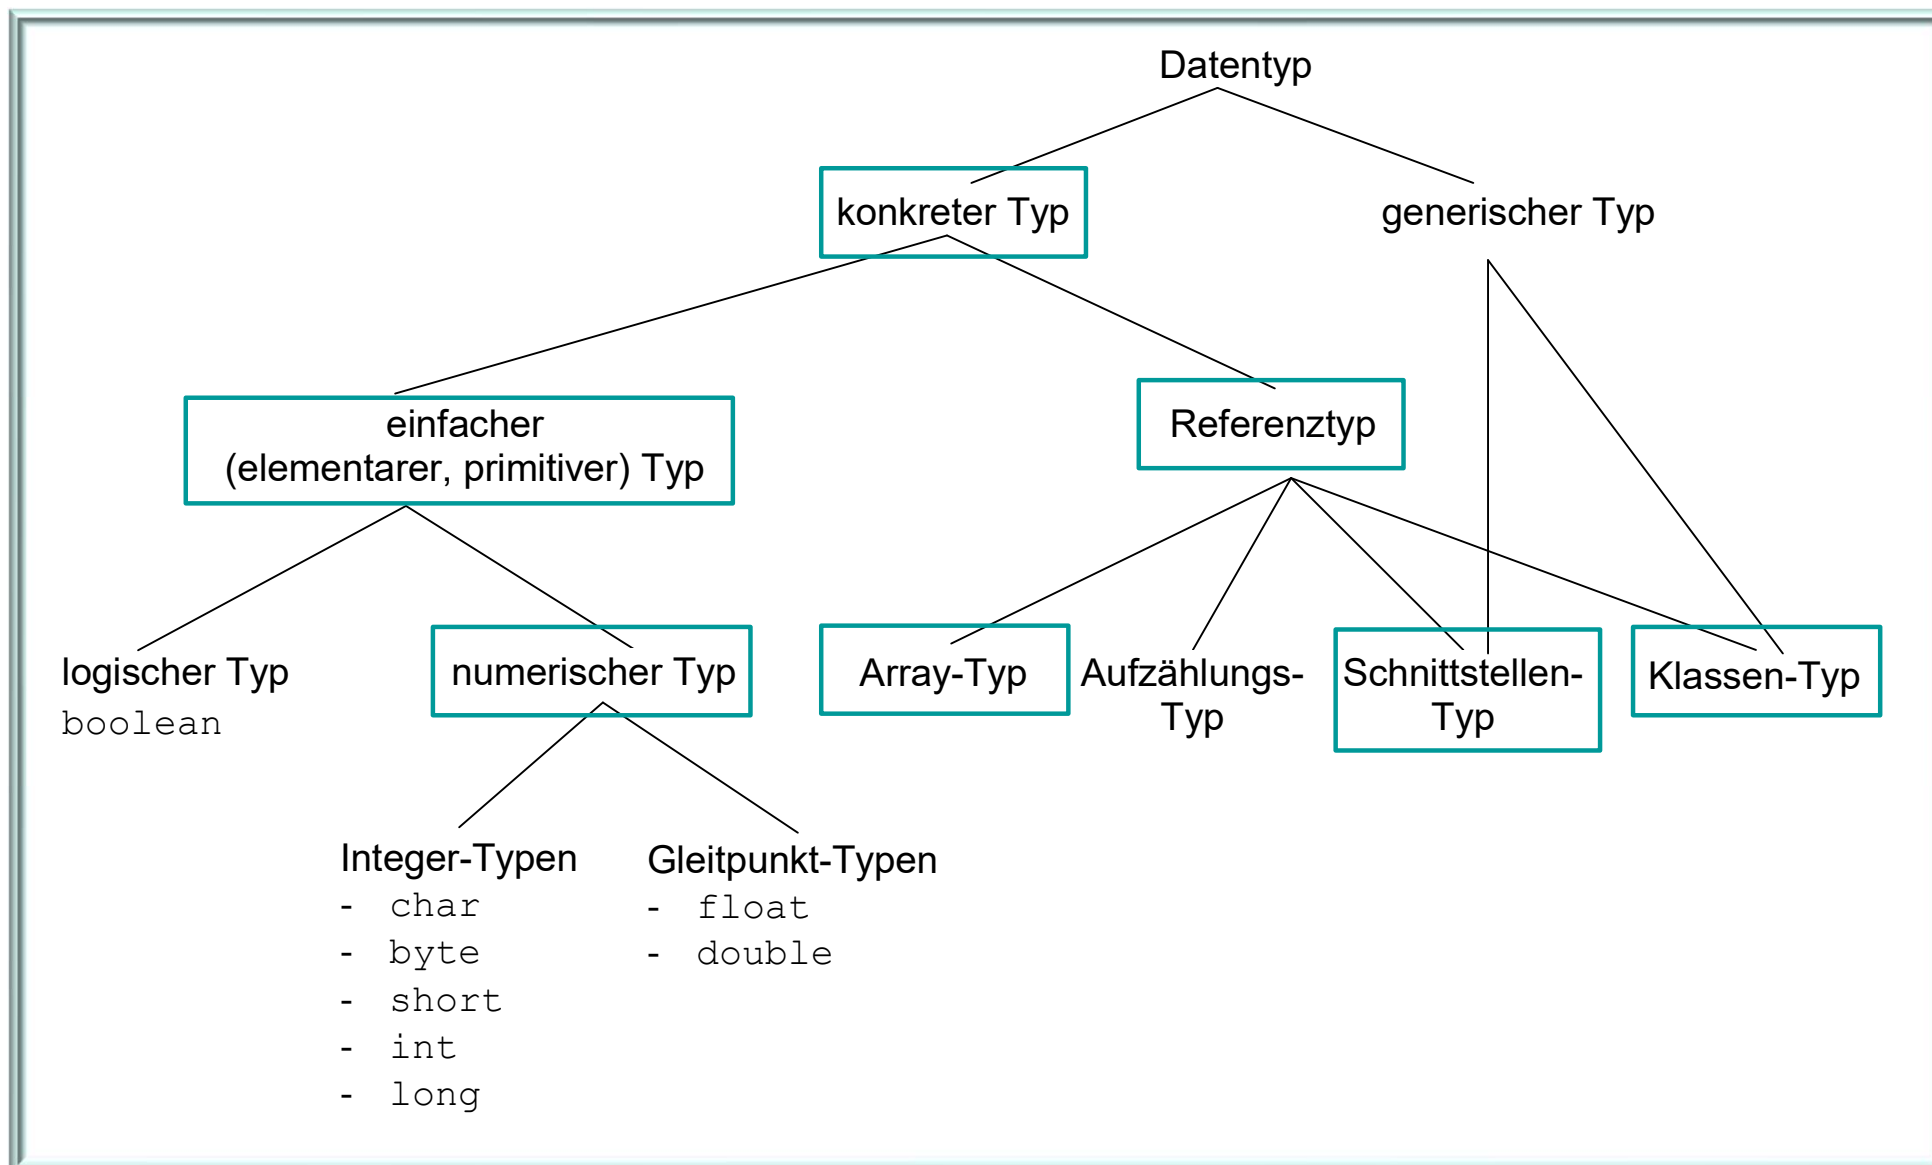 Datentyp
konkreter Typ
generischer Typ
einfacher
(elementarer, primitiver) Typ
Referenztyp
logischer Typ
boolean
numerischer Typ
Array-Typ
Aufzählungs-
Typ
Schnittstellen-
Typ
Klassen-Typ
Integer-Typen
- char
- byte
- short
- int
- long
Gleitpunkt-Typen
- float
- double